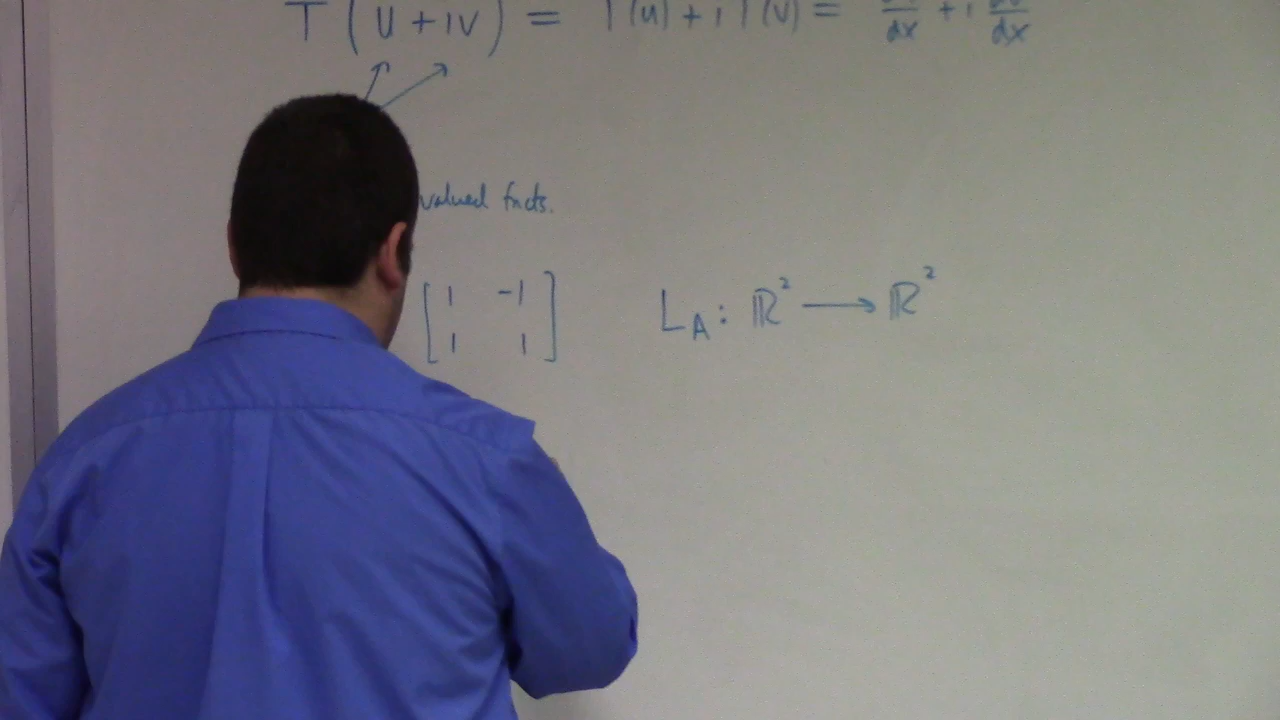 T(u + iv) = T(u) + i T(v) = du/dx + i dv/dx
valued fncts.
[1 -1; 1 1] L_A : ℝ² ⟶ ℝ²